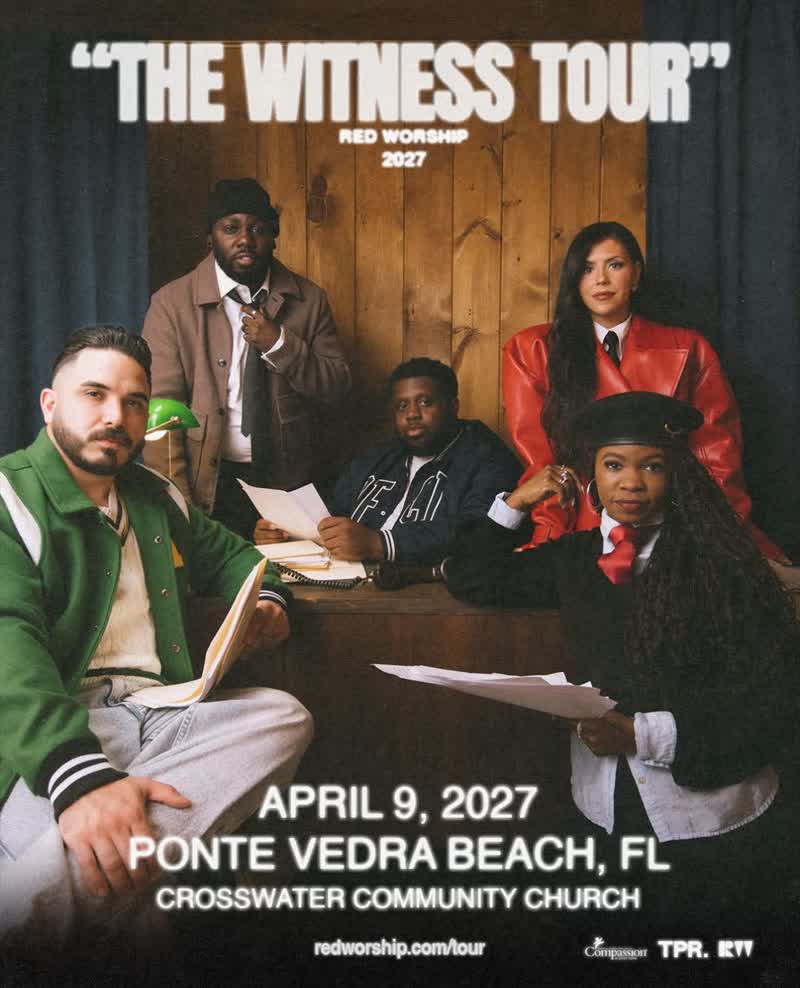 “THE WITNESS TOUR”
RED WORSHIP
2027
APRIL 9, 2027
PONTE VEDRA BEACH, FL
CROSSWATER COMMUNITY CHURCH
redworship.com/tour
Compassion
TPR.
RW